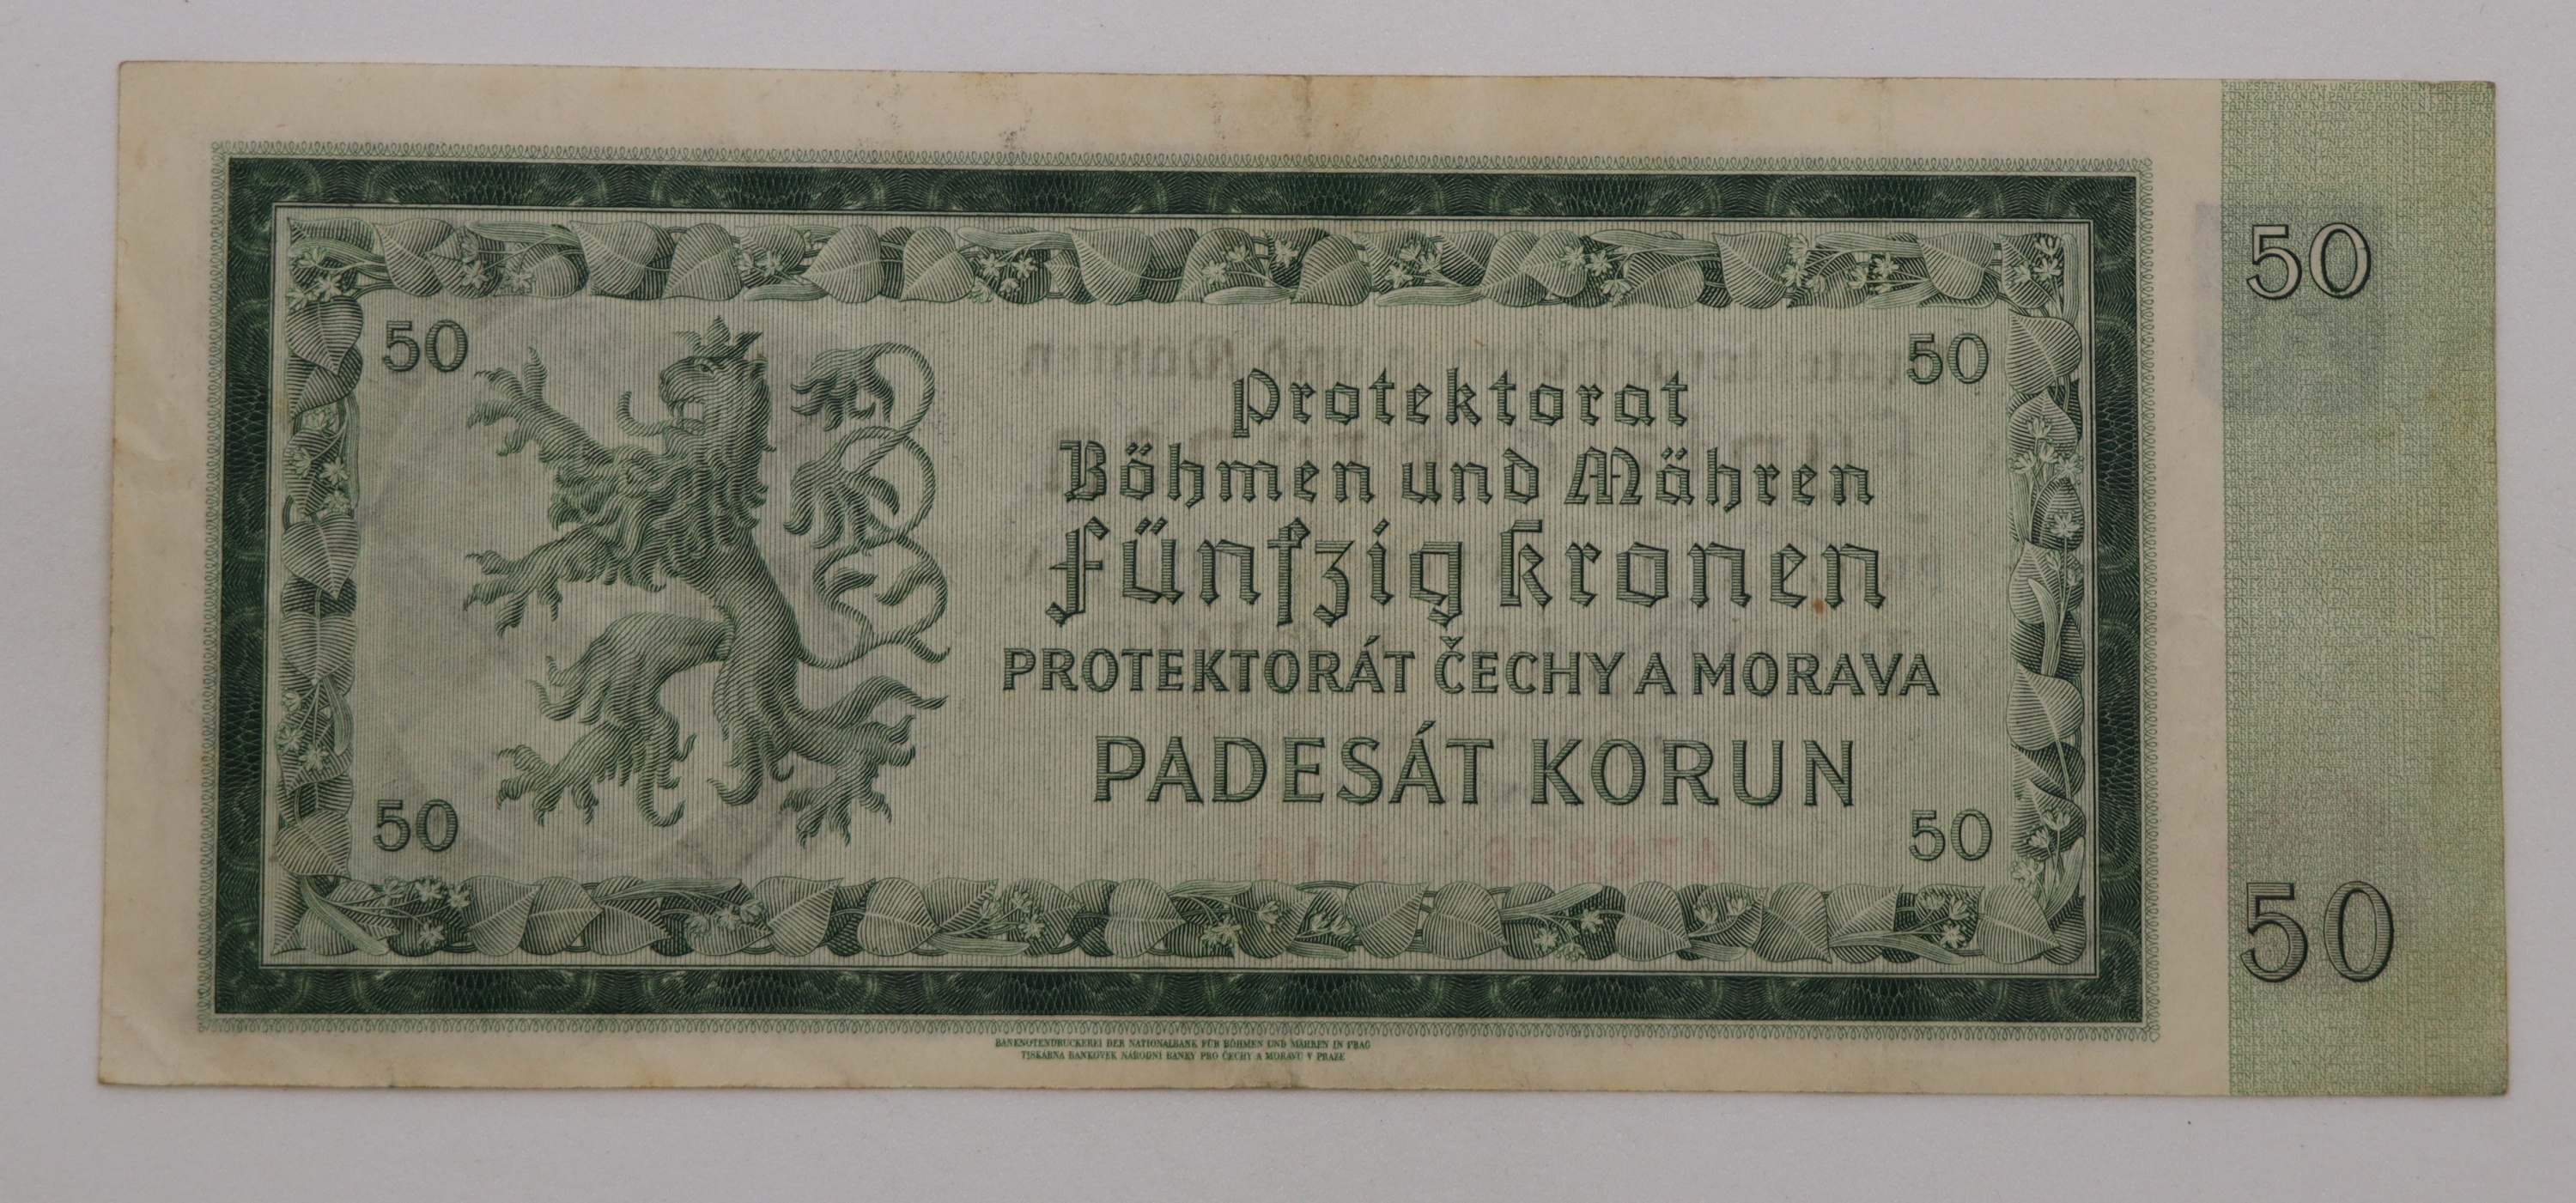 50
50
50
Protektorat
Böhmen und Mähren
Fünfzig Kronen
PROTEKTORÁT ČECHY A MORAVA
PADESÁT KORUN
50
50
50
BANKNOTENDRUCKEREI DER NATIONALBANK FÜR BÖHMEN UND MÄHREN IN PRAG
TISKÁRNA BANKOVEK NÁRODNÍ BANKY PRO ČECHY A MORAVU V PRAZE